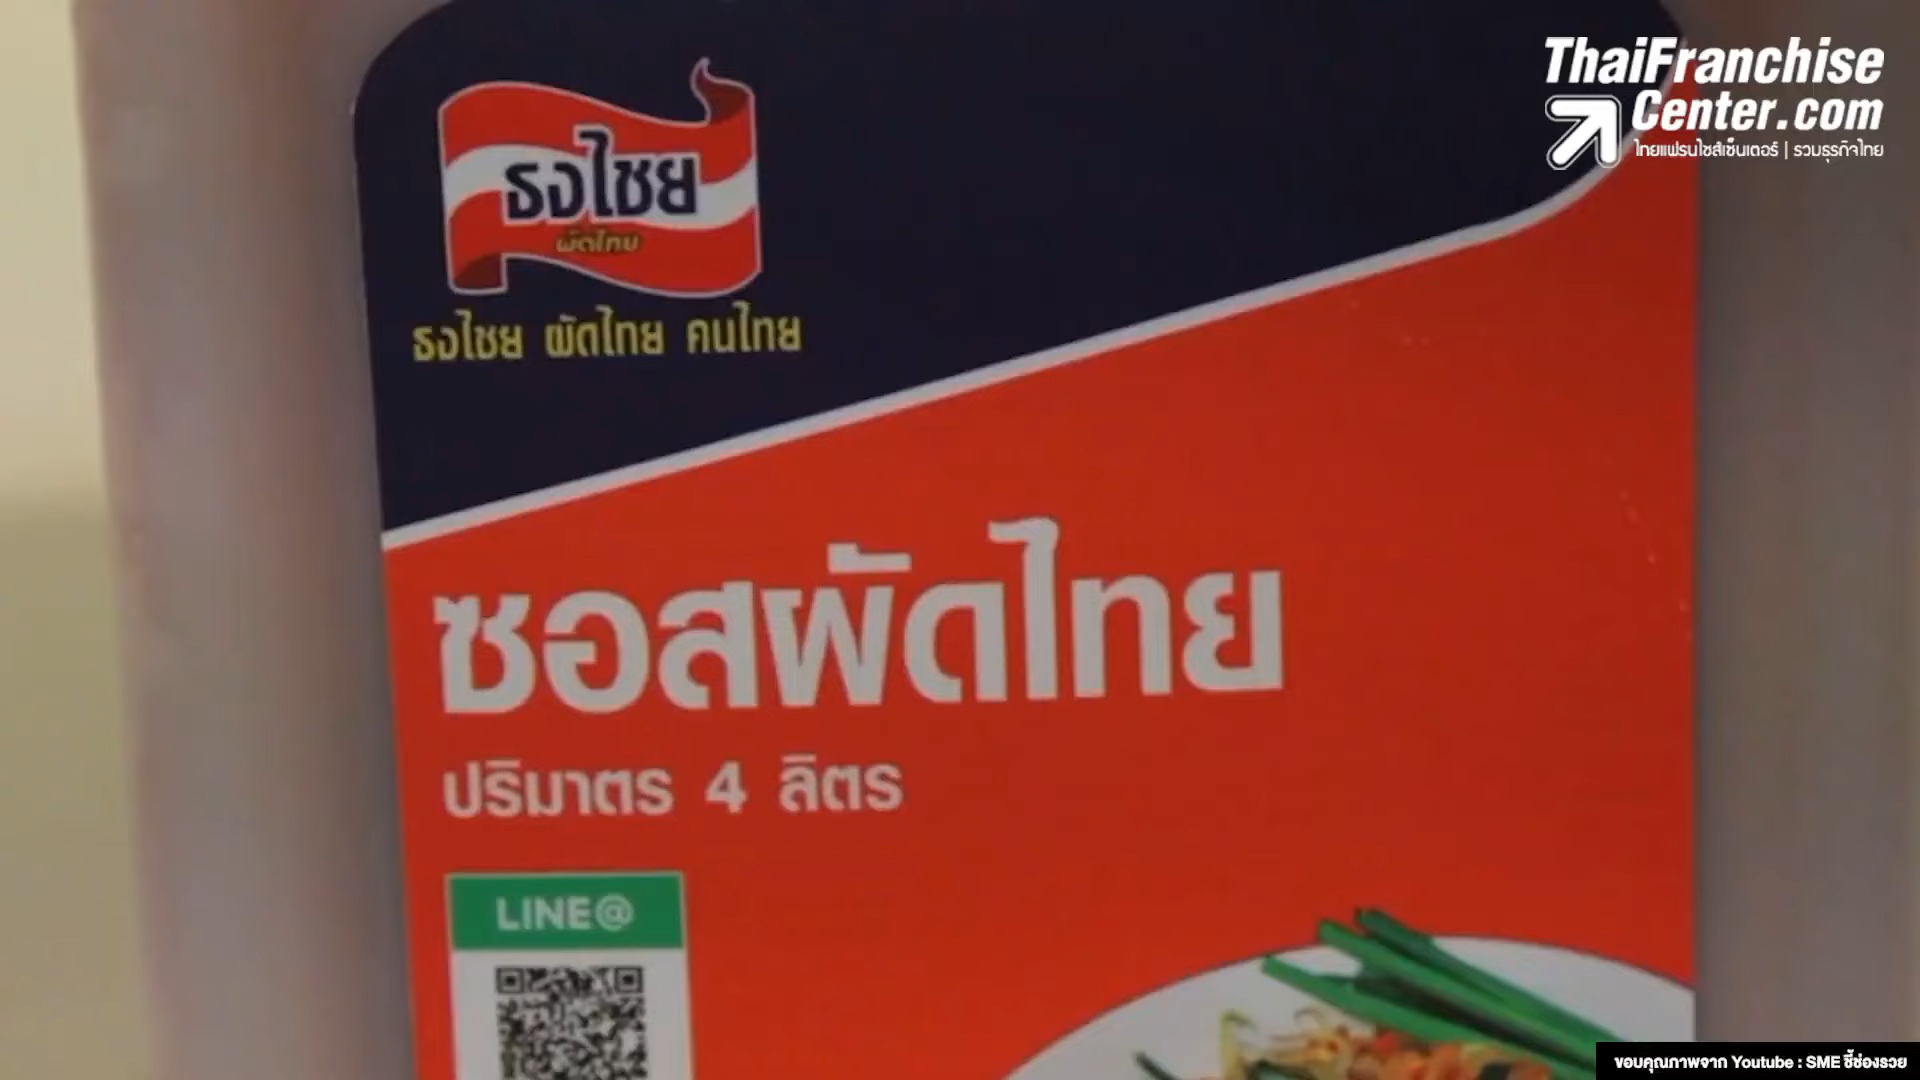 ThaiFranchise
Center.com
ไทยแฟรนไชส์เซ็นเตอร์ | รวมธุรกิจไทย
ธงไชย
ผัดไทย
ธงไชย ผัดไทย คนไทย
ซอสผัดไทย
ปริมาตร 4 ลิตร
LINE@
ขอบคุณภาพจาก Youtube : SME ชี้ช่องรวย